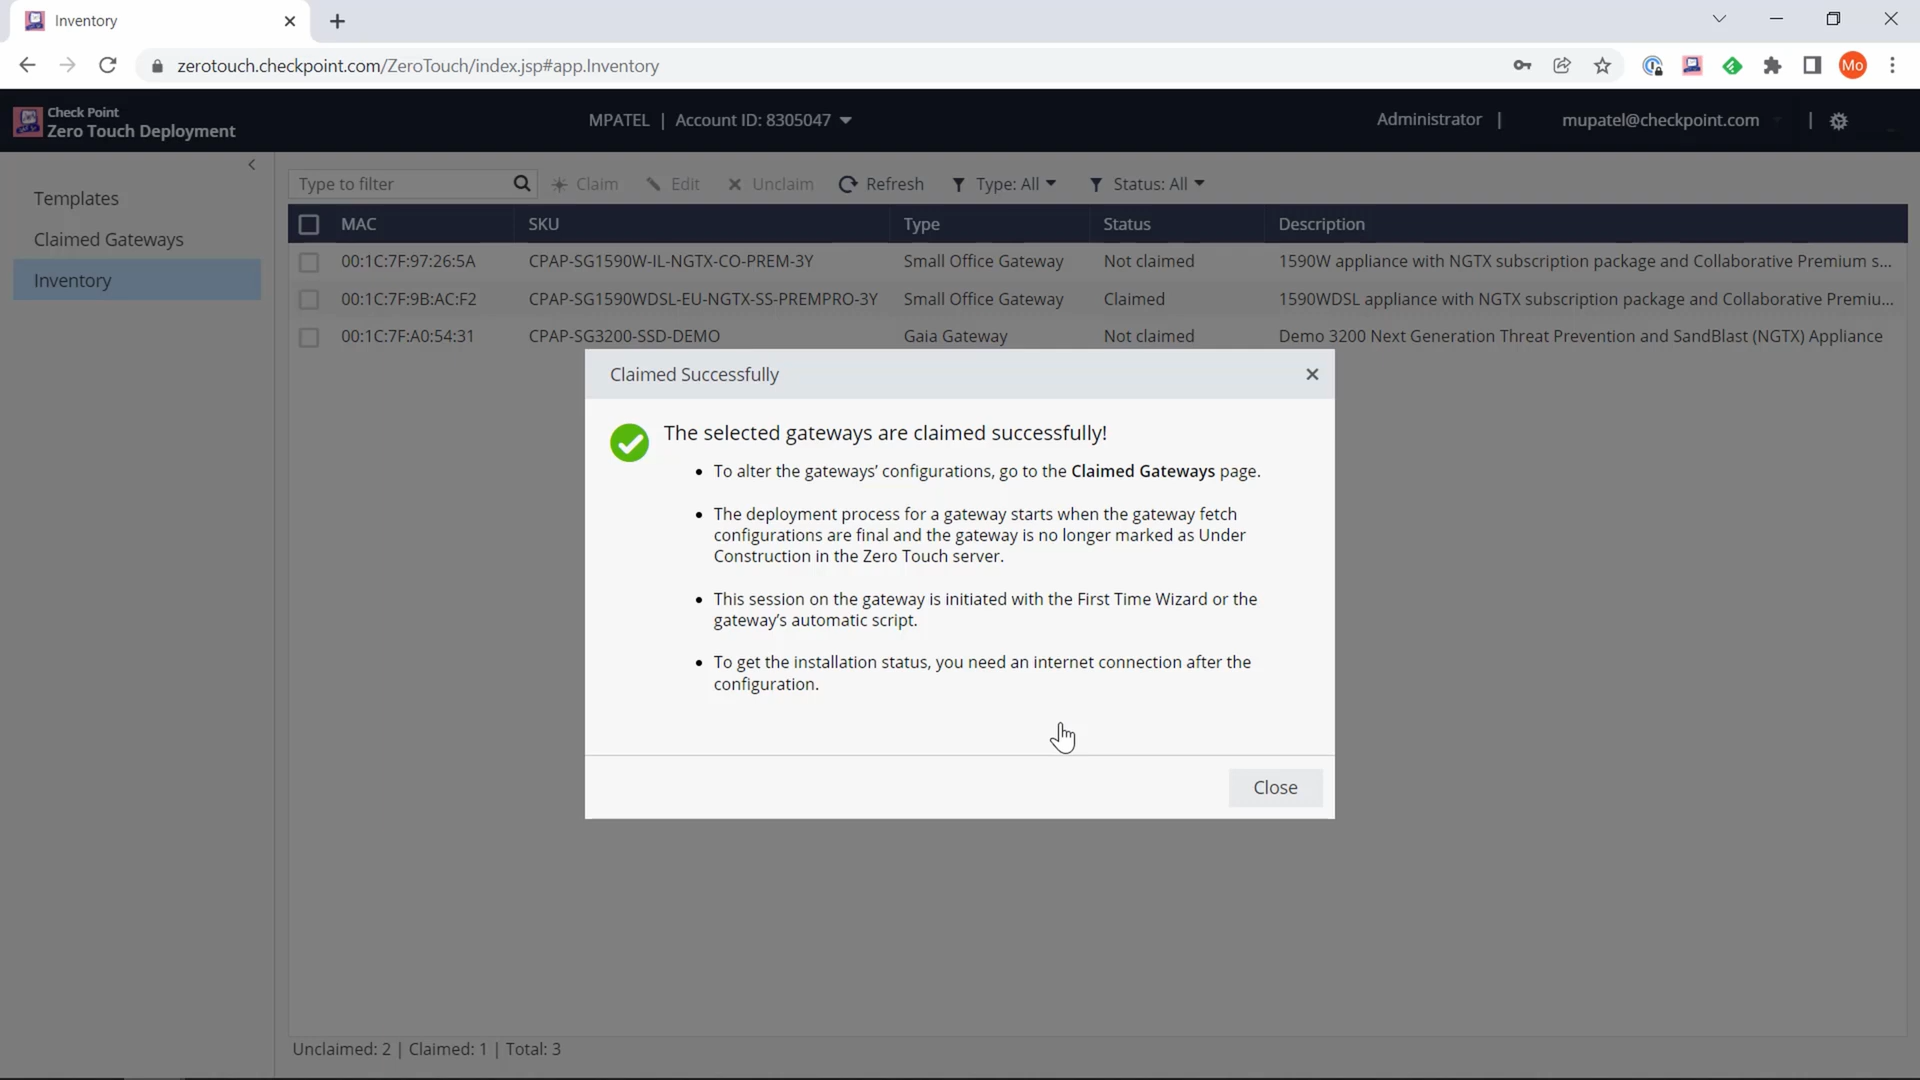 Inventory
zerotouch.checkpoint.com/ZeroTouch/index.jsp#app.Inventory
Mo
Check Point
Zero Touch Deployment
MPATEL | Account ID: 8305047
Administrator |
mupatel@checkpoint.com |
Templates
Claimed Gateways
Inventory
Type to filter
Claim
Edit
Unclaim
Refresh
Type: All
Status: All
MAC SKU Type Status Description
00:1C:7F:97:26:5A CPAP-SG1590W-IL-NGTX-CO-PREM-3Y Small Office Gateway Not claimed 1590W appliance with NGTX subscription package and Collaborative Premium s...
00:1C:7F:9B:AC:F2 CPAP-SG1590WDSL-EU-NGTX-SS-PREMPRO-3Y Small Office Gateway Claimed 1590WDSL appliance with NGTX subscription package and Collaborative Premiu...
00:1C:7F:A0:54:31 CPAP-SG3200-SSD-DEMO Gaia Gateway Not claimed Demo 3200 Next Generation Threat Prevention and SandBlast (NGTX) Appliance
Claimed Successfully
The selected gateways are claimed successfully!
• To alter the gateways' configurations, go to the Claimed Gateways page.
• The deployment process for a gateway starts when the gateway fetch
configurations are final and the gateway is no longer marked as Under
Construction in the Zero Touch server.
• This session on the gateway is initiated with the First Time Wizard or the
gateway's automatic script.
• To get the installation status, you need an internet connection after the
configuration.
Close
Unclaimed: 2 | Claimed: 1 | Total: 3